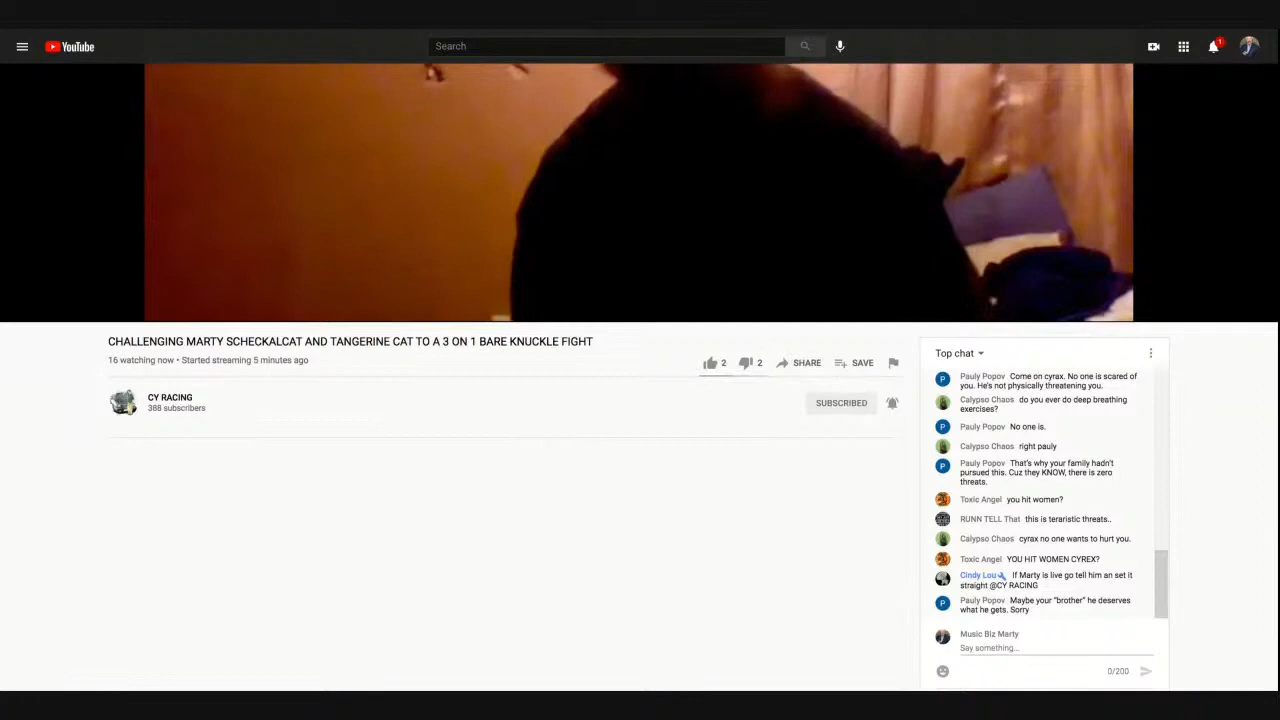 YouTube
Search
1
CHALLENGING MARTY SCHECKALCAT AND TANGERINE CAT TO A 3 ON 1 BARE KNUCKLE FIGHT
16 watching now • Started streaming 5 minutes ago
2
2
SHARE
SAVE
CY RACING
388 subscribers
SUBSCRIBED
Top chat
P
Pauly Popov Come on cyrax. No one is scared of
you. He's not physically threatening you.
Calypso Chaos do you ever do deep breathing
exercises?
P
Pauly Popov No one is.
Calypso Chaos right pauly
P
Pauly Popov That's why your family hadn't
pursued this. Cuz they KNOW, there is zero
threats.
Toxic Angel you hit women?
RUNN TELL That this is teraristic threats..
Calypso Chaos cyrax no one wants to hurt you.
Toxic Angel YOU HIT WOMEN CYREX?
Cindy Lou If Marty is live go tell him an set it
straight @CY RACING
P
Pauly Popov Maybe your "brother" he deserves
what he gets. Sorry
Music Biz Marty
Say something...
0/200